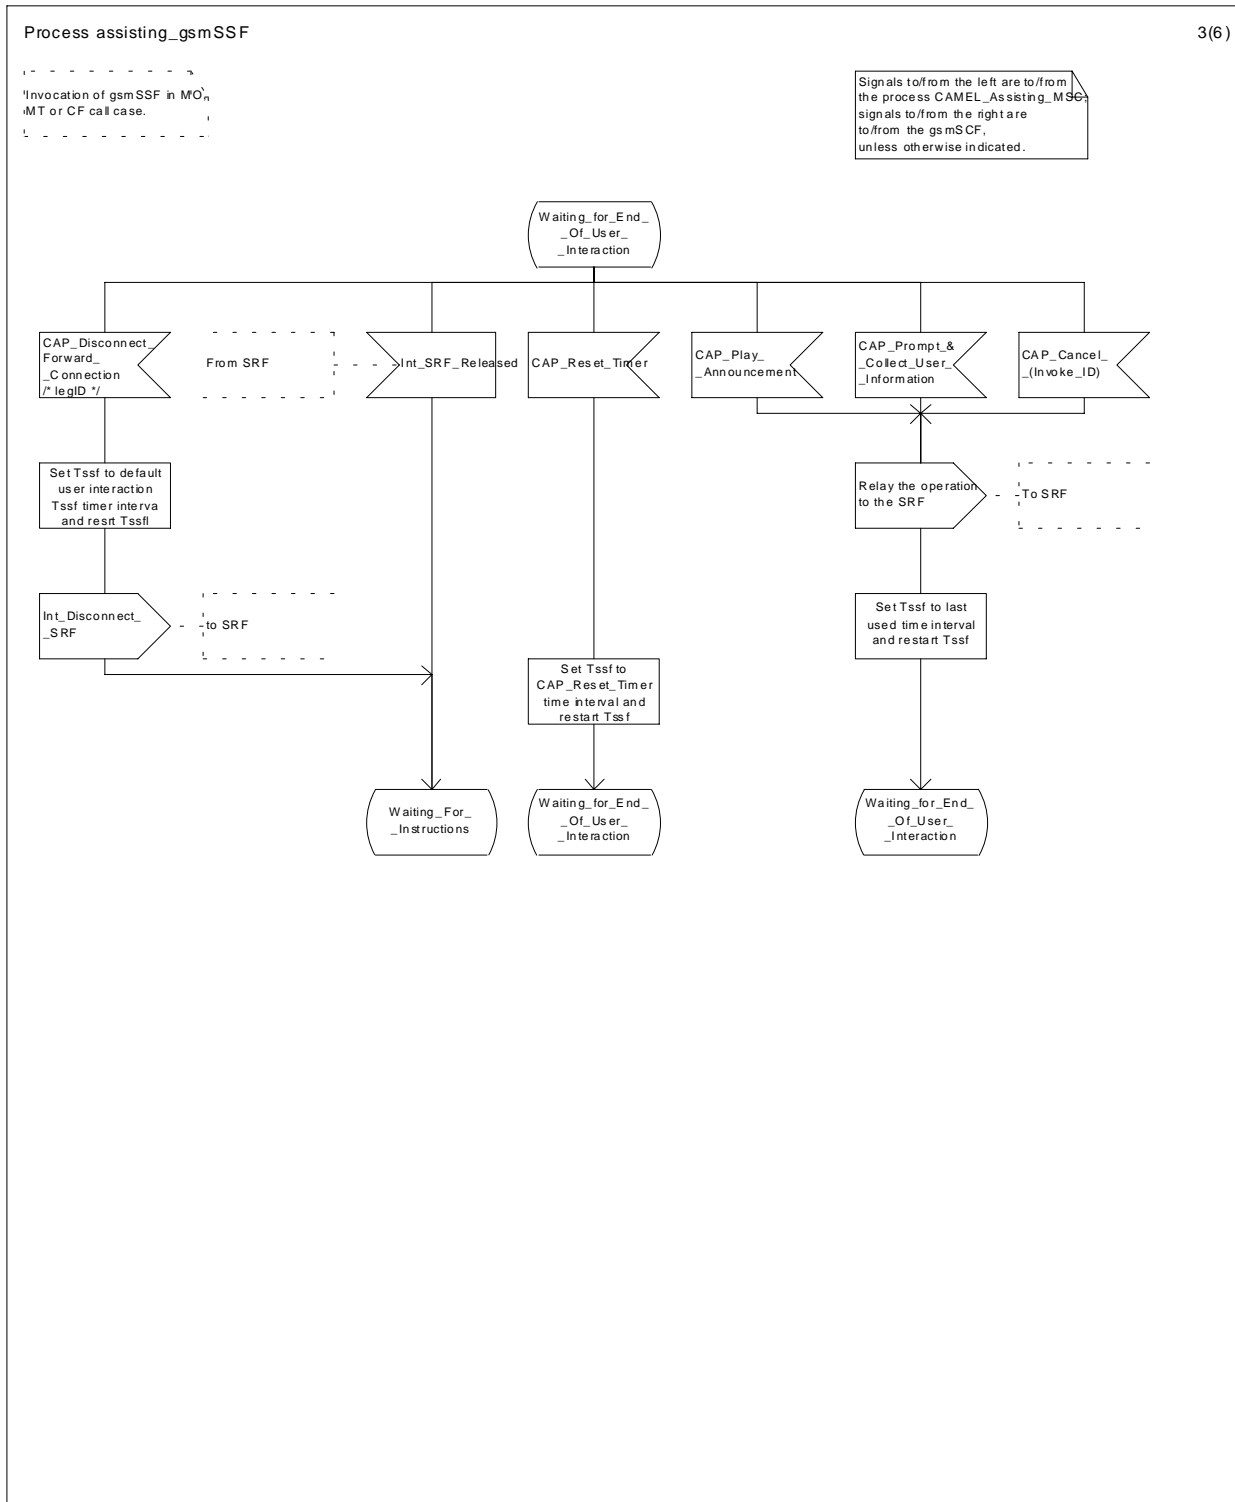 Process assisting_gsmSSF
3(6)
Invocation of gsmSSF in MO,
MT or CF call case.
Signals to/from the left are to/from
the process CAMEL_Assisting_MSC;
signals to/from the right are
to/from the gsmSCF,
unless otherwise indicated.
Waiting_for_End_
_Of_User_
_Interaction
CAP_Disconnect_
Forward_
_Connection
/* legID */
From SRF
Int_SRF_Released
CAP_Reset_Timer
CAP_Play_
_Announcement
CAP_Prompt_&
_Collect_User_
_Information
CAP_Cancel_
_(Invoke_ID)
Set Tssf to default
user interaction
Tssf timer interva
and resrt Tssfl
Relay the operation
to the SRF
To SRF
Int_Disconnect_
_SRF
to SRF
Set Tssf to last
used time interval
and restart Tssf
Set Tssf to
CAP_Reset_Timer
time interval and
restart Tssf
Waiting_For_
_Instructions
Waiting_for_End_
_Of_User_
_Interaction
Waiting_for_End_
_Of_User_
_Interaction